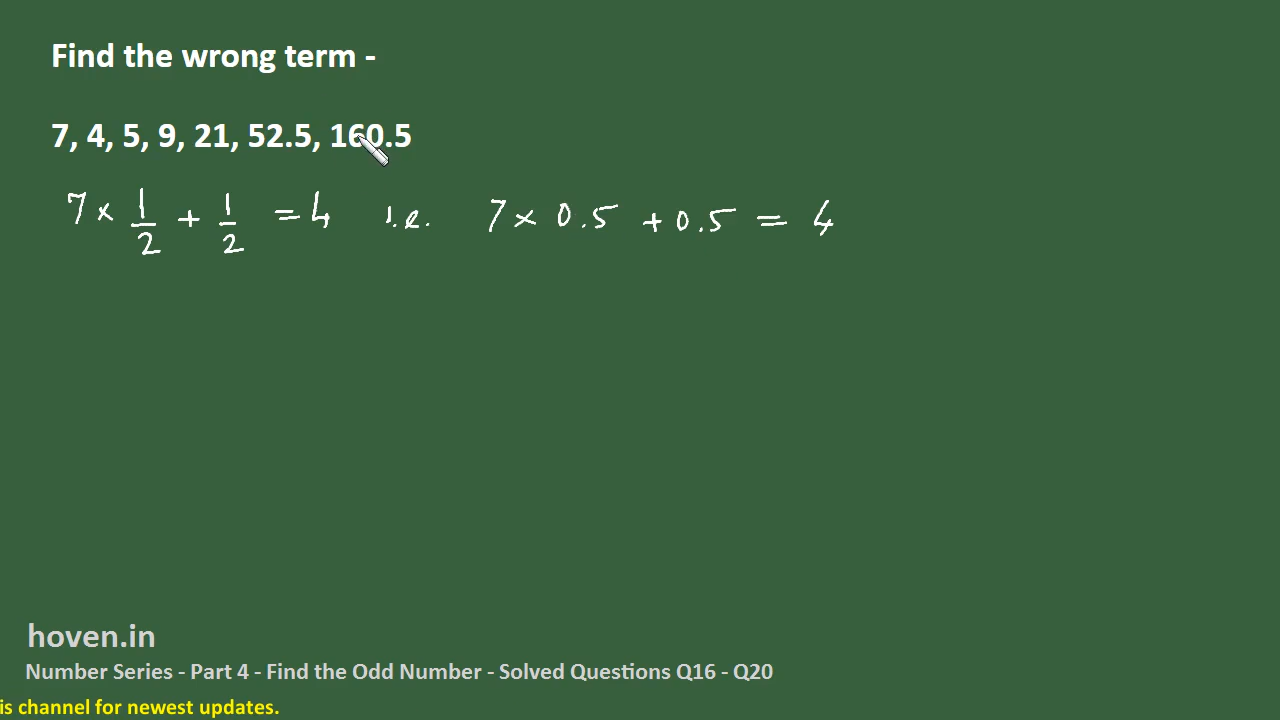 Find the wrong term -
7, 4, 5, 9, 21, 52.5, 160.5
7 × 1/2 + 1/2 = 4 i.e. 7 × 0.5 + 0.5 = 4
hoven.in
Number Series - Part 4 - Find the Odd Number - Solved Questions Q16 - Q20
is channel for newest updates.